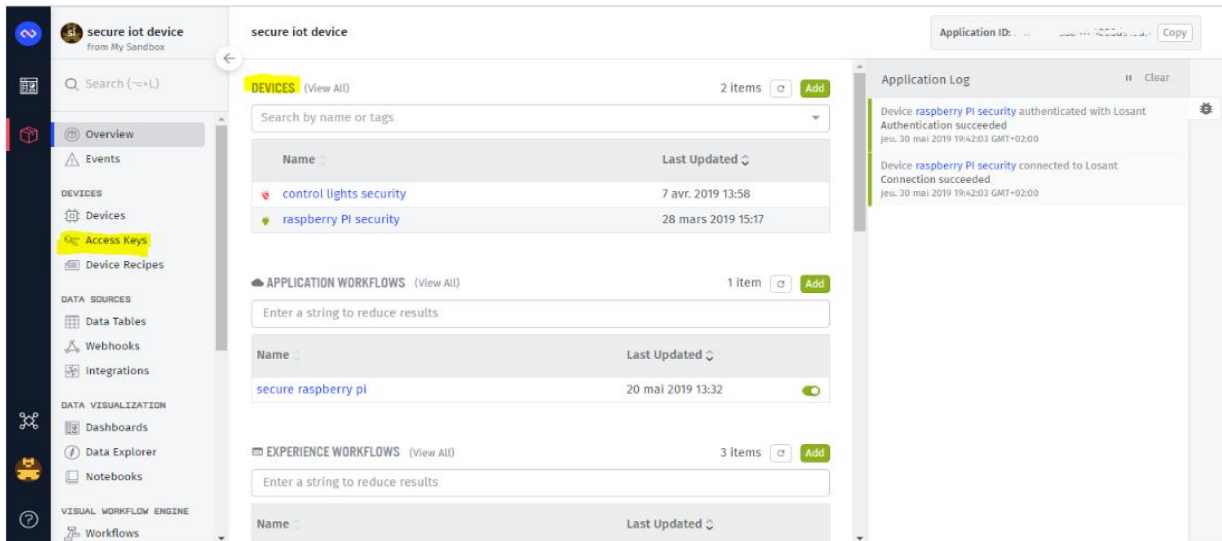 secure iot device
from My Sandbox
Search (⌥+L)
Overview
Events
DEVICES
Devices
Access Keys
Device Recipes
DATA SOURCES
Data Tables
Webhooks
Integrations
DATA VISUALIZATION
Dashboards
Data Explorer
Notebooks
VISUAL WORKFLOW ENGINE
Workflows
secure iot device
Application ID:
Copy
DEVICES (View All)
2 items
Add
Search by name or tags
Name
Last Updated
control lights security
7 avr. 2019 13:58
raspberry PI security
28 mars 2019 15:17
APPLICATION WORKFLOWS (View All)
1 item
Add
Enter a string to reduce results
Name
Last Updated
secure raspberry pi
20 mai 2019 13:32
EXPERIENCE WORKFLOWS (View All)
3 items
Add
Enter a string to reduce results
Name
Last Updated
Application Log
Clear
Device raspberry PI security authenticated with Losant
Authentication succeeded
jeu. 30 mai 2019 19:42:03 GMT+02:00
Device raspberry PI security connected to Losant
Connection succeeded
jeu. 30 mai 2019 19:42:03 GMT+02:00